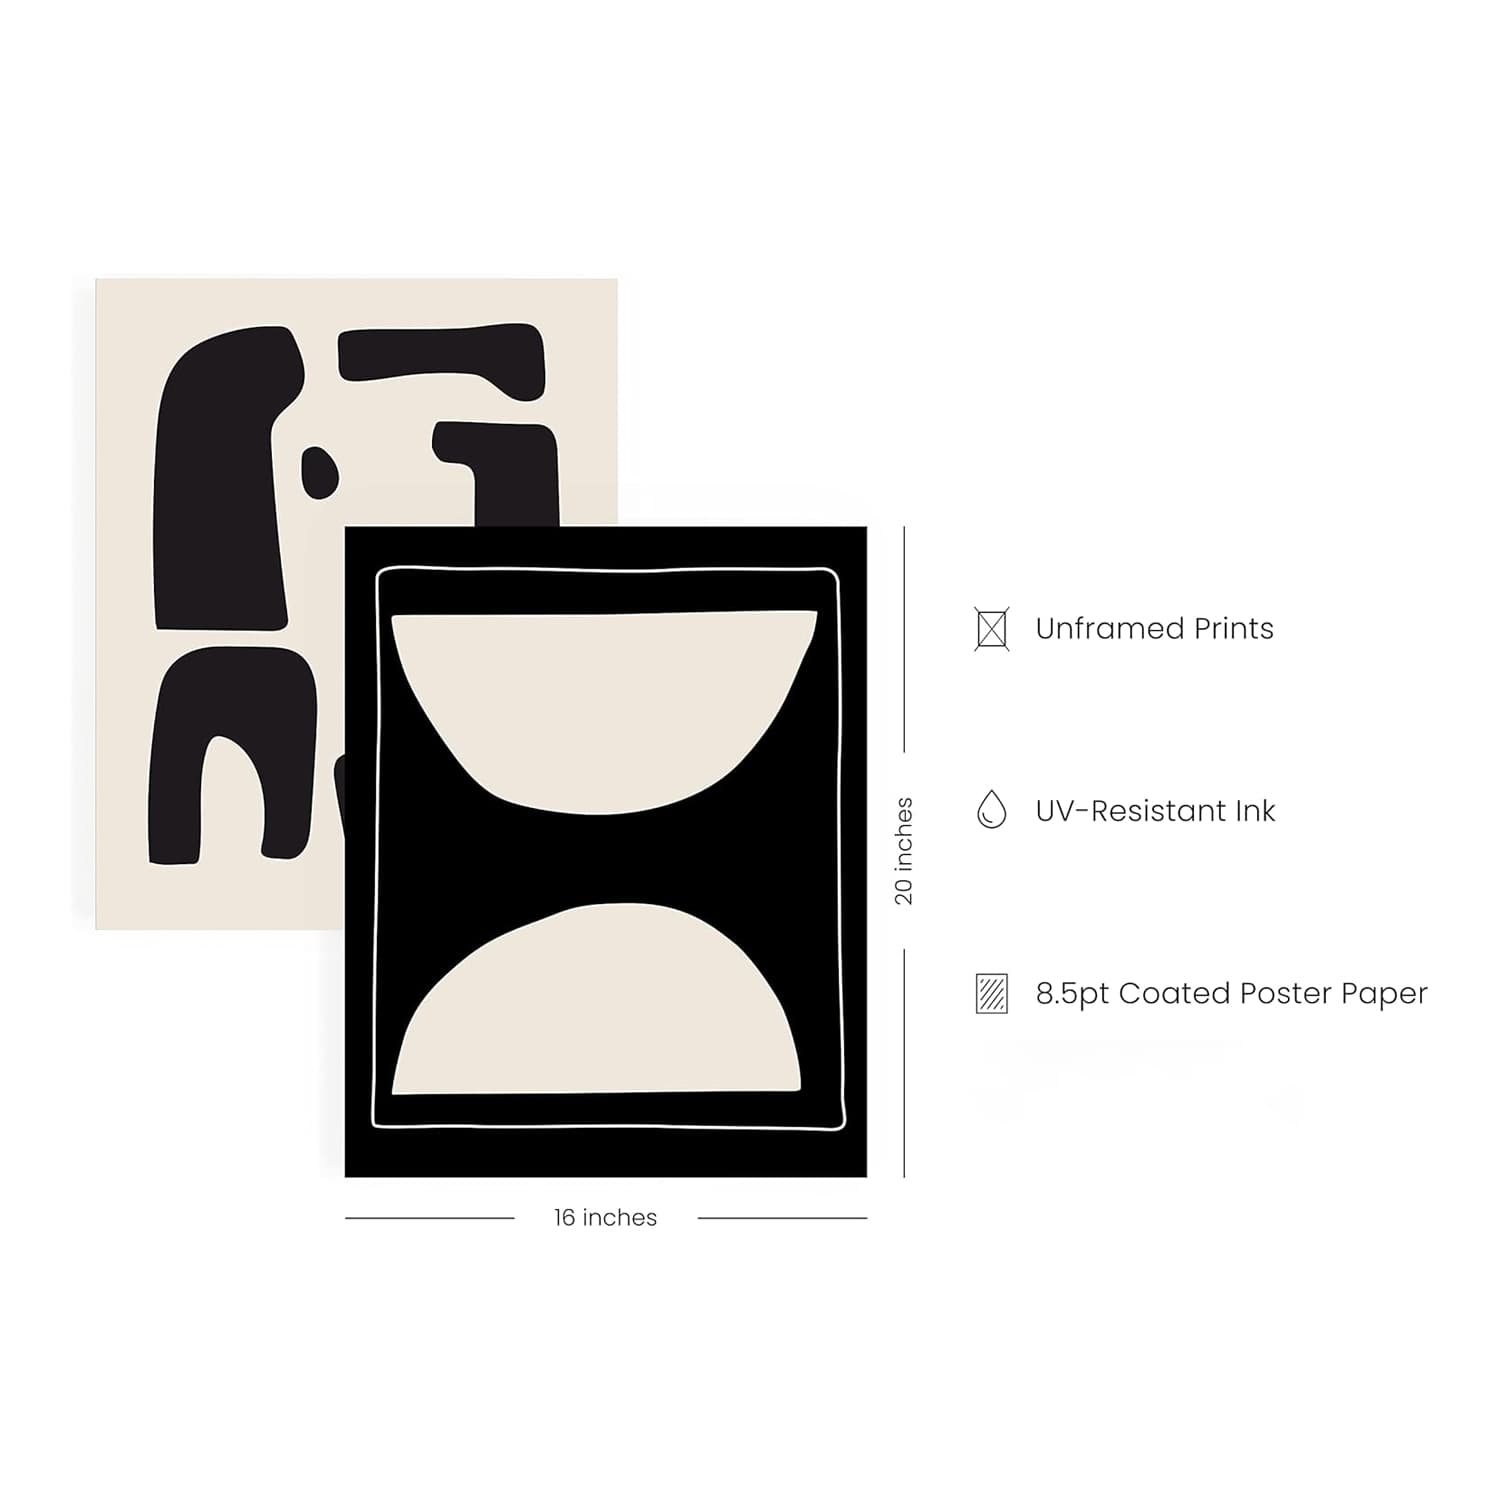 Unframed Prints
UV-Resistant Ink
20 inches
8.5pt Coated Poster Paper
16 inches